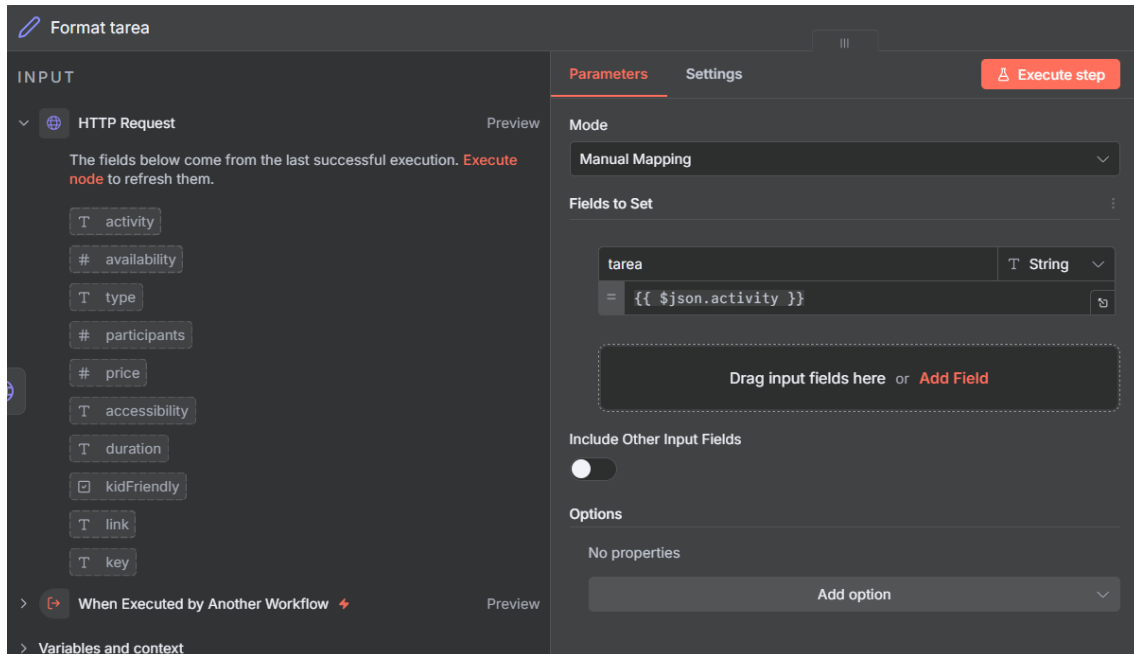 Format tarea
INPUT
HTTP Request
Preview
The fields below come from the last successful execution. Execute
node to refresh them.
T activity
# availability
T type
# participants
# price
T accessibility
T duration
kidFriendly
T link
T key
When Executed by Another Workflow
Preview
Variables and context
Parameters
Settings
Execute step
Mode
Manual Mapping
Fields to Set
tarea
T String
= {{ $json.activity }}
Drag input fields here or Add Field
Include Other Input Fields
Options
No properties
Add option